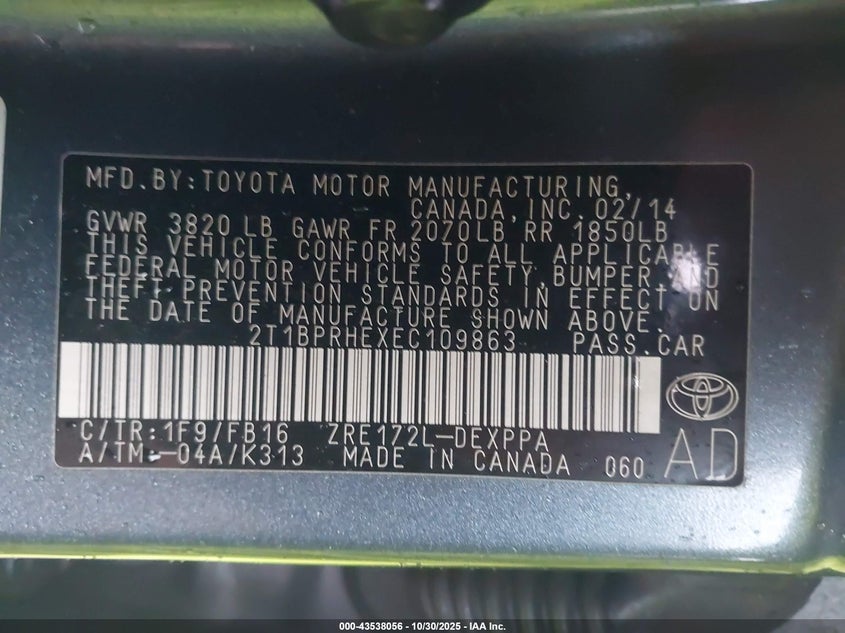 MFD.BY:TOYOTA MOTOR MANUFACTURING,
CANADA,INC. 02/14
GVWR 3820 LB GAWR FR 2070LB RR 1850LB
THIS VEHICLE CONFORMS TO ALL APPLICABLE
FEDERAL MOTOR VEHICLE SAFETY,BUMPER AND
THEFT PREVENTION STANDARDS IN EFFECT ON
THE DATE OF MANUFACTURE SHOWN ABOVE.
2T1BPRHEXEC109863 PASS.CAR
C/TR:1F9/FB16 ZRE172L-DEXPPA
A/TM:-04A/K313 MADE IN CANADA 060 AD
000-43538056 - 10/30/2025 - IAA Inc.